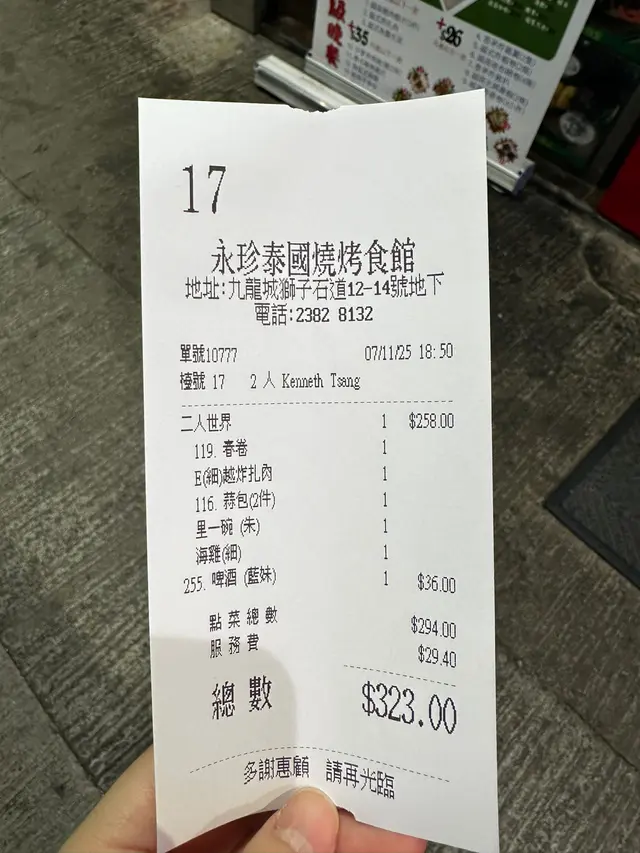 +
$26
$35
17
永珍泰國燒烤食館
地址:九龍城獅子石道12-14號地下
電話:2382 8132
單號10777 07/11/25 18:50
檯號 17 2 人 Kenneth Tsang
二人世界 1 $258.00
119. 春卷 1
E(細)越炸扎肉 1
116. 蒜包(2件) 1
里一碗 (朱) 1
海雞(細) 1
255. 啤酒 (藍妹) 1 $36.00
點菜總數 $294.00
服務費 $29.40
總數 $323.00
多謝惠顧 請再光臨